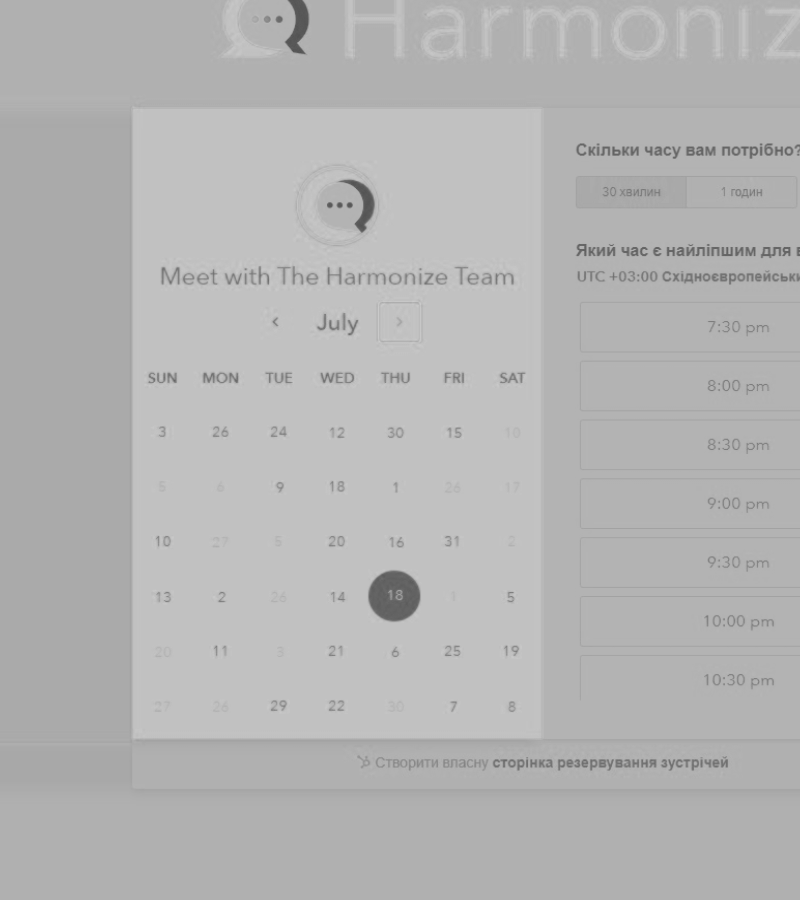 Harmoniz
Meet with The Harmonize Team
July
SUN MON TUE WED THU FRI SAT
3 26 24 12 30 15 10
5 6 9 18 1 26 17
10 27 5 20 16 31 2
13 2 26 14 18 1 5
20 11 3 21 6 25 19
27 26 29 22 30 7 8
Скільки часу вам потрібно?
30 хвилин 1 годин
Який час є найліпшим для в
UTC +03:00 Східноєвропейськи
7:30 pm
8:00 pm
8:30 pm
9:00 pm
9:30 pm
10:00 pm
10:30 pm
Створити власну сторінка резервування зустрічей